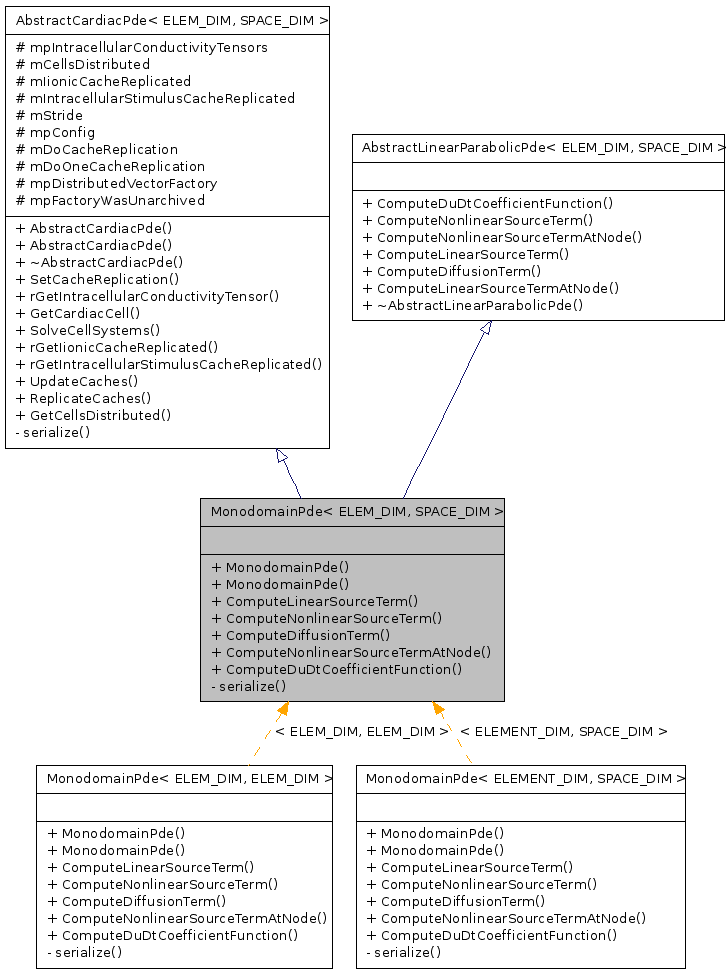 AbstractCardiacPde< ELEM_DIM, SPACE_DIM >
# mpIntracellularConductivityTensors
# mCellsDistributed
# mIionicCacheReplicated
# mIntracellularStimulusCacheReplicated
# mStride
# mpConfig
# mDoCacheReplication
# mDoOneCacheReplication
# mpDistributedVectorFactory
# mpFactoryWasUnarchived
+ AbstractCardiacPde()
+ AbstractCardiacPde()
+ ~AbstractCardiacPde()
+ SetCacheReplication()
+ rGetIntracellularConductivityTensor()
+ GetCardiacCell()
+ SolveCellSystems()
+ rGetIionicCacheReplicated()
+ rGetIntracellularStimulusCacheReplicated()
+ UpdateCaches()
+ ReplicateCaches()
+ GetCellsDistributed()
- serialize()
AbstractLinearParabolicPde< ELEM_DIM, SPACE_DIM >
+ ComputeDuDtCoefficientFunction()
+ ComputeNonlinearSourceTerm()
+ ComputeNonlinearSourceTermAtNode()
+ ComputeLinearSourceTerm()
+ ComputeDiffusionTerm()
+ ComputeLinearSourceTermAtNode()
+ ~AbstractLinearParabolicPde()
MonodomainPde< ELEM_DIM, SPACE_DIM >
+ MonodomainPde()
+ MonodomainPde()
+ ComputeLinearSourceTerm()
+ ComputeNonlinearSourceTerm()
+ ComputeDiffusionTerm()
+ ComputeNonlinearSourceTermAtNode()
+ ComputeDuDtCoefficientFunction()
- serialize()
< ELEM_DIM, ELEM_DIM >
< ELEMENT_DIM, SPACE_DIM >
MonodomainPde< ELEM_DIM, ELEM_DIM >
+ MonodomainPde()
+ MonodomainPde()
+ ComputeLinearSourceTerm()
+ ComputeNonlinearSourceTerm()
+ ComputeDiffusionTerm()
+ ComputeNonlinearSourceTermAtNode()
+ ComputeDuDtCoefficientFunction()
- serialize()
MonodomainPde< ELEMENT_DIM, SPACE_DIM >
+ MonodomainPde()
+ MonodomainPde()
+ ComputeLinearSourceTerm()
+ ComputeNonlinearSourceTerm()
+ ComputeDiffusionTerm()
+ ComputeNonlinearSourceTermAtNode()
+ ComputeDuDtCoefficientFunction()
- serialize()